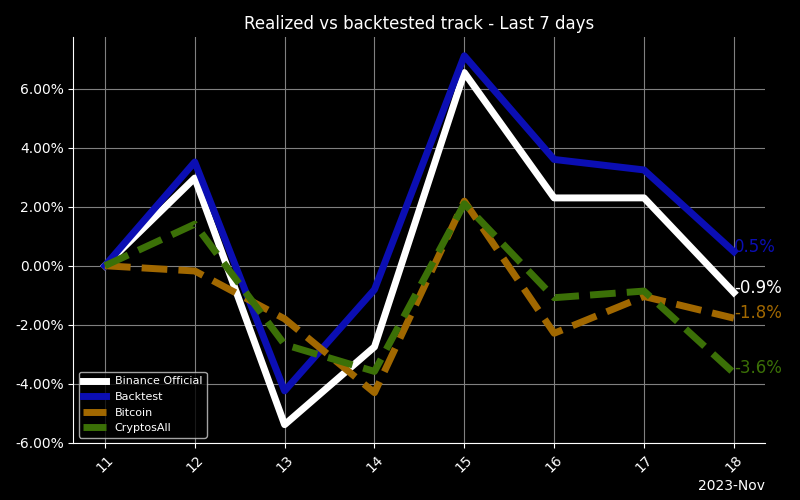 Realized vs backtested track - Last 7 days
6.00%
4.00%
2.00%
0.00%
-2.00%
-4.00%
-6.00%
0.5%
-0.9%
-1.8%
-3.6%
Binance Official
Backtest
Bitcoin
CryptosAll
11 12 13 14 15 16 17 18
2023-Nov